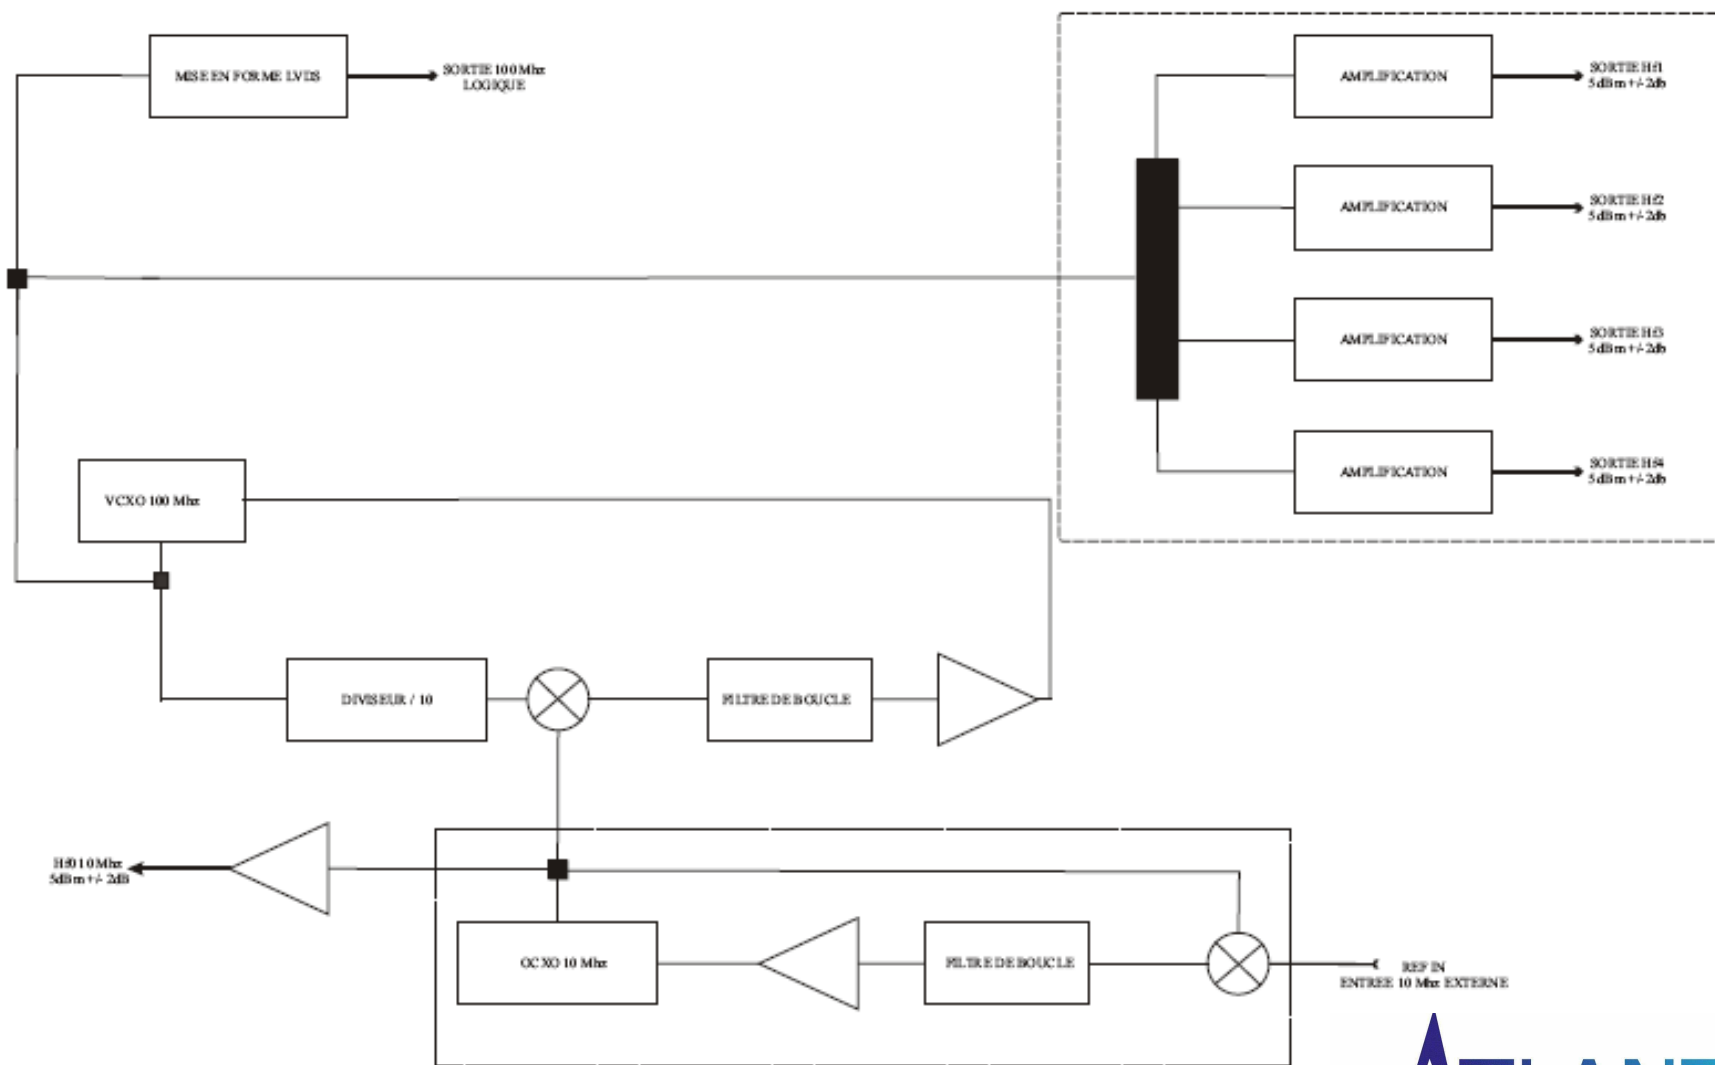 MISE EN FORME LVDS
SORTIE 100 Mhz
LOGIQUE
AMPLIFICATION
SORTIE Hf1
5 dBm +/- 2db
AMPLIFICATION
SORTIE Hf2
5 dBm +/- 2db
AMPLIFICATION
SORTIE Hf3
5 dBm +/- 2db
AMPLIFICATION
SORTIE Hf4
5 dBm +/- 2db
VCXO 100 Mhz
DIVISEUR / 10
FILTRE DE BOUCLE
Hf0 10 Mhz
5dBm +/- 2dB
OCXO 10 Mhz
FILTRE DE BOUCLE
REF IN
ENTREE 10 Mhz EXTERNE